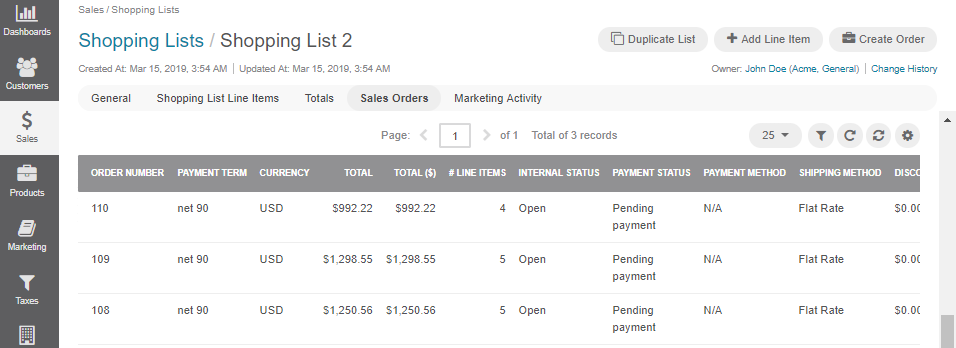 Dashboards
Customers
Sales
Products
Marketing
Taxes
Sales / Shopping Lists
Shopping Lists / Shopping List 2
Duplicate List
Add Line Item
Create Order
Created At: Mar 15, 2019, 3:54 AM | Updated At: Mar 15, 2019, 3:54 AM
Owner: John Doe (Acme, General) | Change History
General Shopping List Line Items Totals Sales Orders Marketing Activity
Page: 1 of 1 Total of 3 records 25
ORDER NUMBER PAYMENT TERM CURRENCY TOTAL TOTAL ($) # LINE ITEMS INTERNAL STATUS PAYMENT STATUS PAYMENT METHOD SHIPPING METHOD DISCO
110 net 90 USD $992.22 $992.22 4 Open Pending N/A Flat Rate $0.00
payment
109 net 90 USD $1,298.55 $1,298.55 5 Open Pending N/A Flat Rate $0.00
payment
108 net 90 USD $1,250.56 $1,250.56 5 Open Pending N/A Flat Rate $0.00
payment